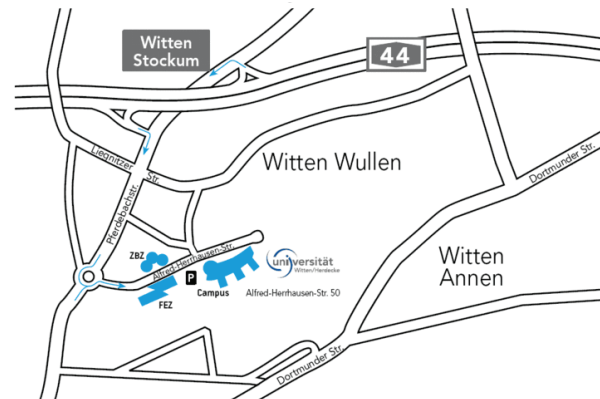 Witten
Stockum
44
Liegnitzer Str.
Witten Wullen
Dortmunder Str.
Pferdebachstr.
Witten
Annen
ZBZ
Alfred-Herrhausen-Str.
universität
Witten/Herdecke
P
FEZ
Campus
Alfred-Herrhausen-Str. 50
Dortmunder Str.